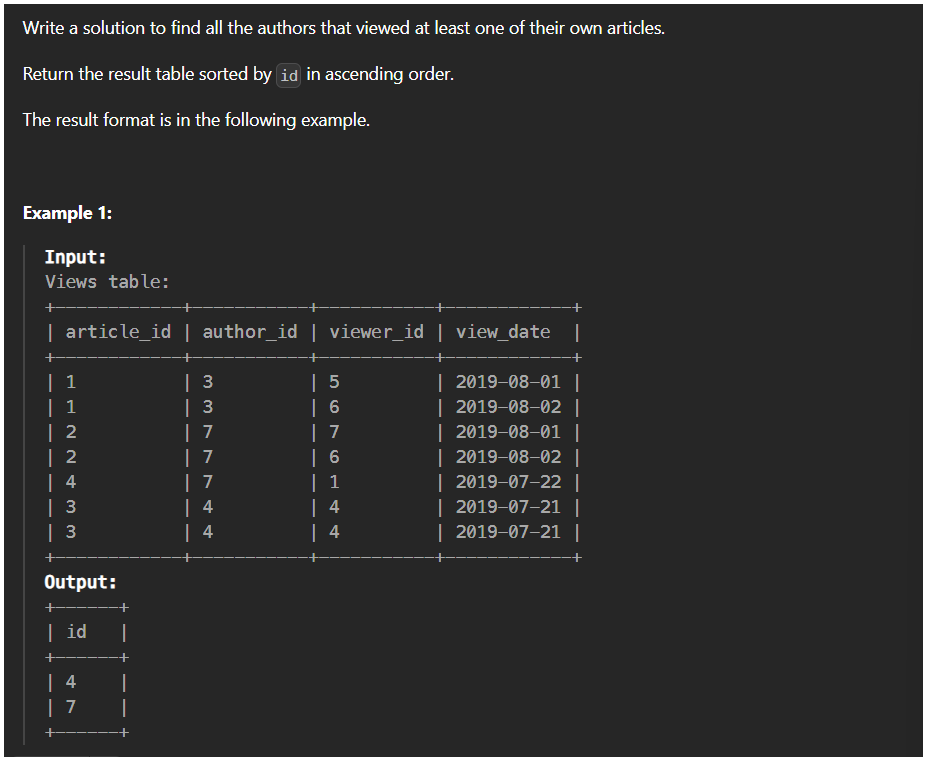 Write a solution to find all the authors that viewed at least one of their own articles.
Return the result table sorted by id in ascending order.
The result format is in the following example.
Example 1:
Input:
Views table:
+------------+-----------+-----------+------------+
| article_id | author_id | viewer_id | view_date  |
+------------+-----------+-----------+------------+
| 1          | 3         | 5         | 2019-08-01 |
| 1          | 3         | 6         | 2019-08-02 |
| 2          | 7         | 7         | 2019-08-01 |
| 2          | 7         | 6         | 2019-08-02 |
| 4          | 7         | 1         | 2019-07-22 |
| 3          | 4         | 4         | 2019-07-21 |
| 3          | 4         | 4         | 2019-07-21 |
+------------+-----------+-----------+------------+
Output:
+------+
| id   |
+------+
| 4    |
| 7    |
+------+